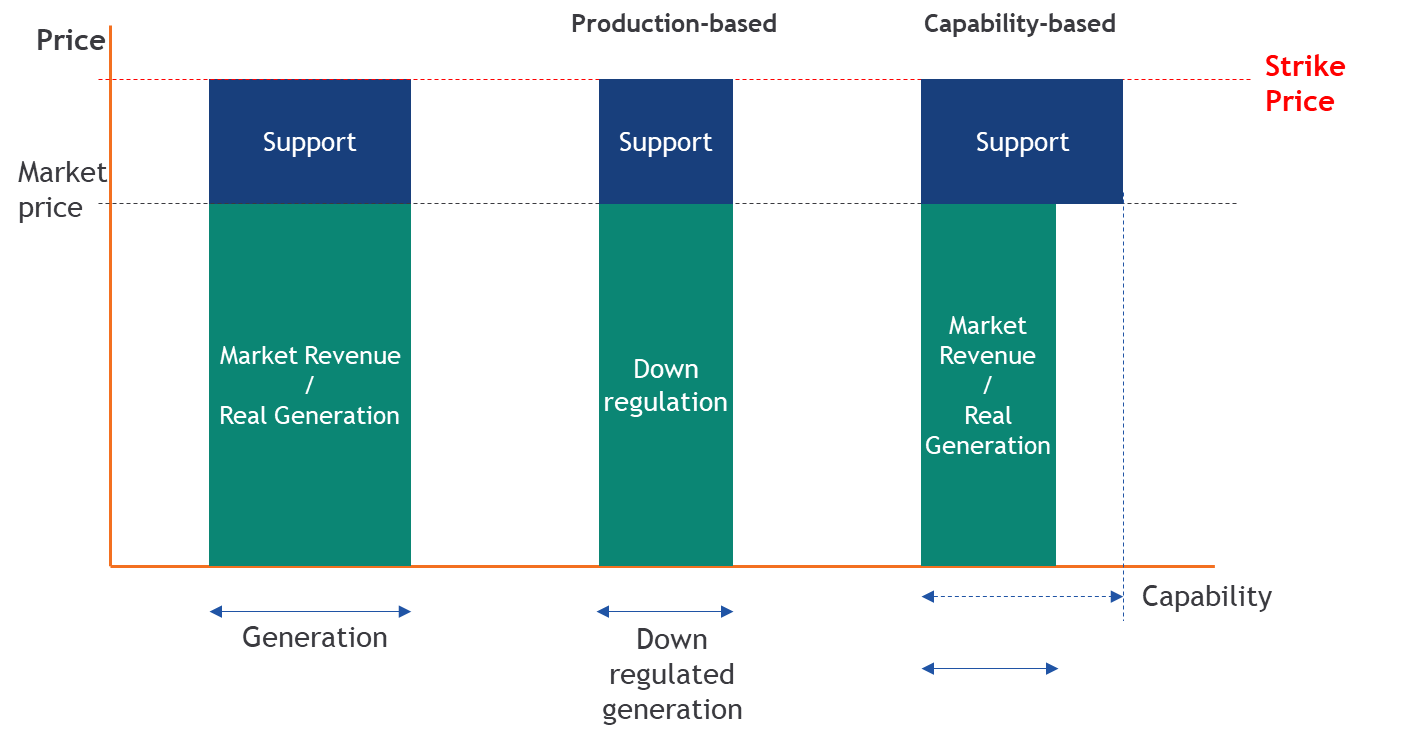 Production-based
Capability-based
Price
Strike
Price
Market
price
Support
Support
Support
Market Revenue
/
Real Generation
Down
regulation
Market
Revenue
/
Real
Generation
Generation
Down
regulated
generation
Capability